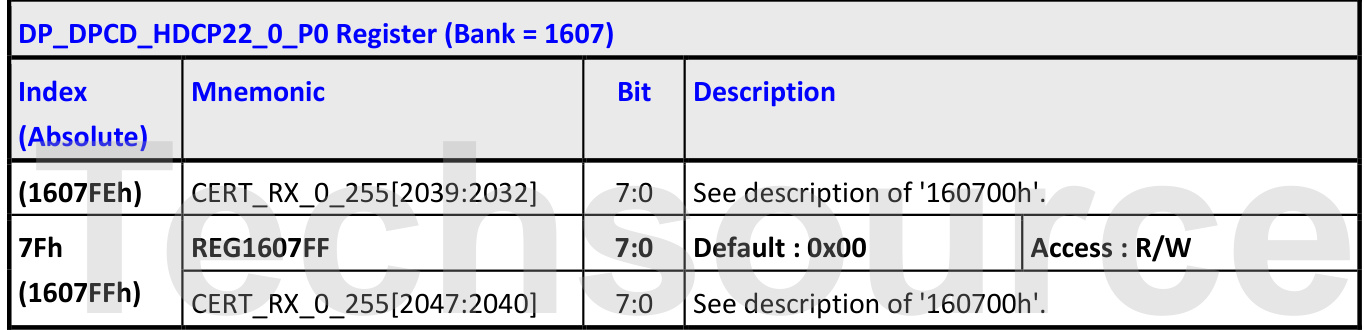 DP_DPCD_HDCP22_0_P0 Register (Bank = 1607)
Index (Absolute) Mnemonic Bit Description
(1607FEh) CERT_RX_0_255[2039:2032] 7:0 See description of '160700h'.
7Fh REG1607FF 7:0 Default : 0x00 Access : R/W
(1607FFh) CERT_RX_0_255[2047:2040] 7:0 See description of '160700h'.
Techsource